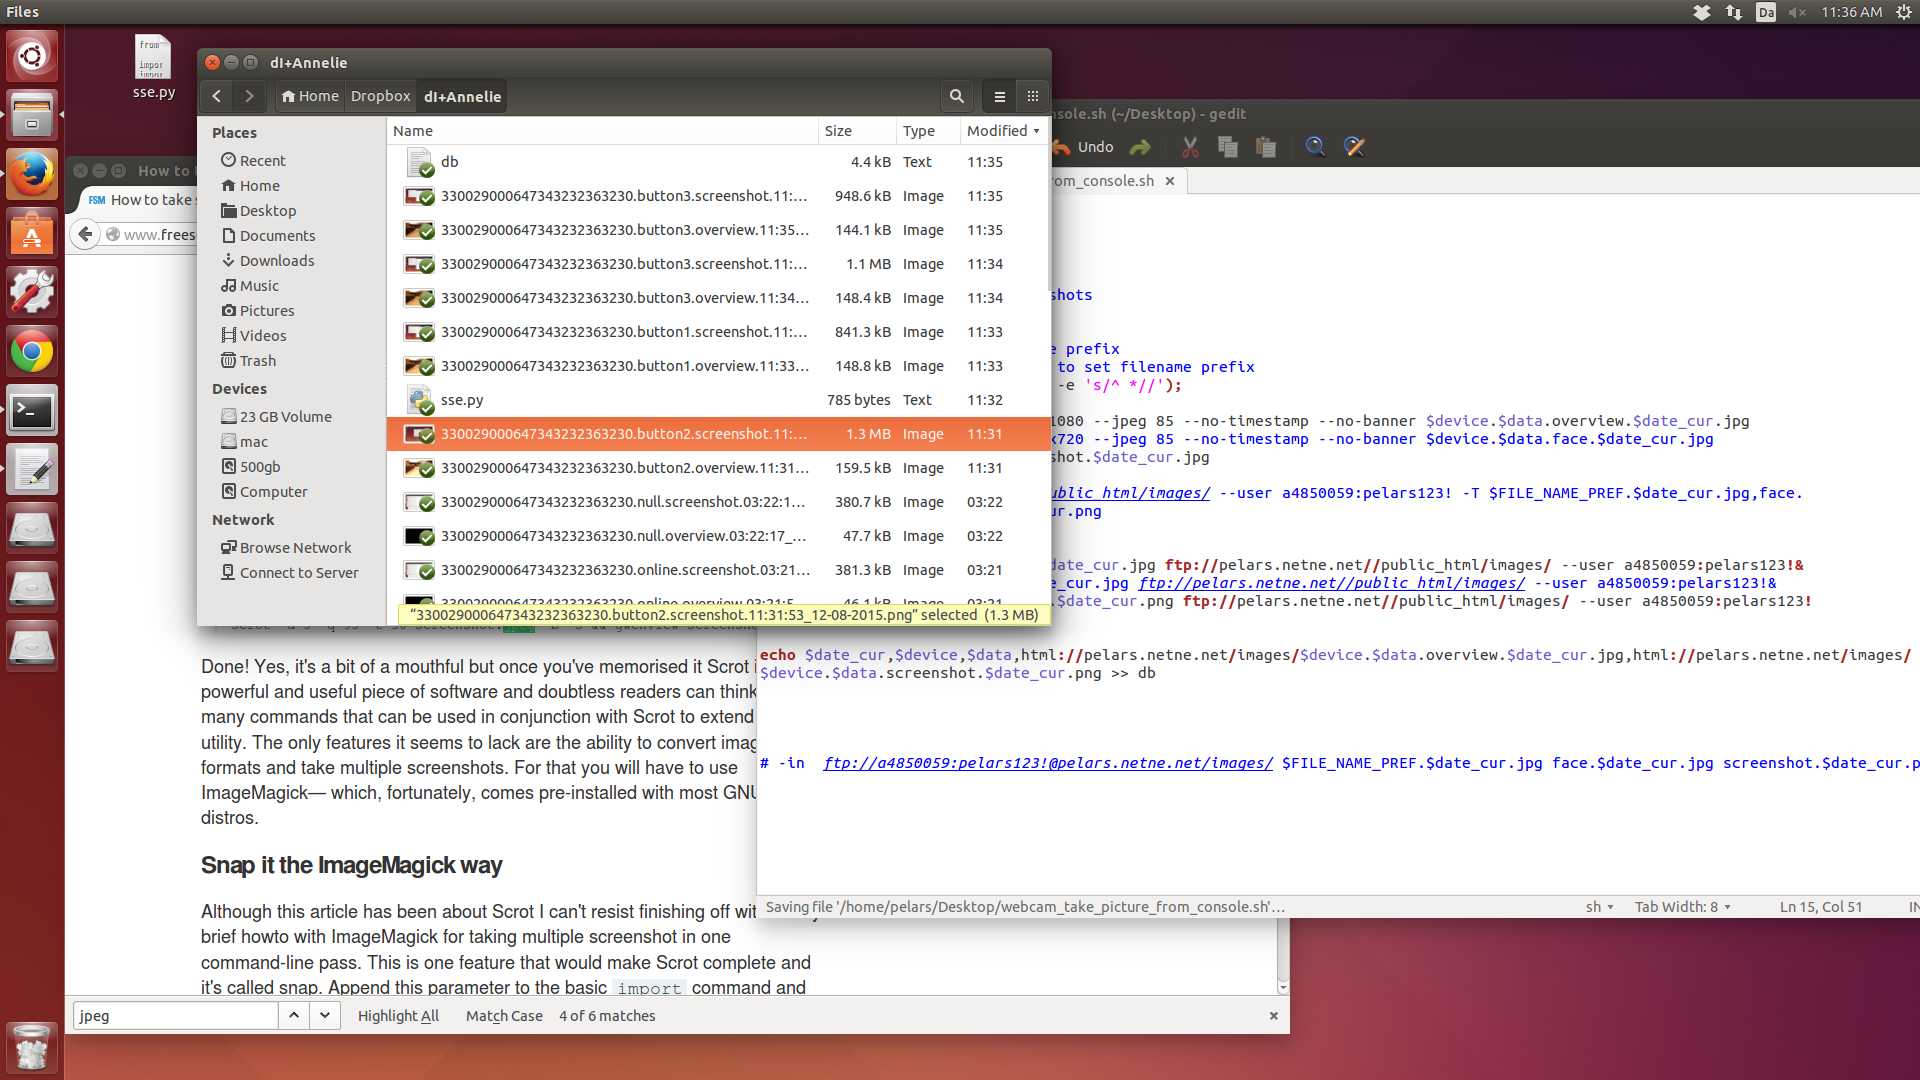 Files
Da
11:36 AM
from
impor
impor
sse.py
dI+Annelie
Home
Dropbox
dI+Annelie
Places
Recent
Home
Desktop
Documents
Downloads
Music
Pictures
Videos
Trash
Devices
23 GB Volume
mac
500gb
Computer
Network
Browse Network
Connect to Server
Name Size Type Modified
db 4.4 kB Text 11:35
330029000647343232363230.button3.screenshot.11:… 948.6 kB Image 11:35
330029000647343232363230.button3.overview.11:35… 144.1 kB Image 11:35
330029000647343232363230.button3.screenshot.11:… 1.1 MB Image 11:34
330029000647343232363230.button3.overview.11:34… 148.4 kB Image 11:34
330029000647343232363230.button1.screenshot.11:… 841.3 kB Image 11:33
330029000647343232363230.button1.overview.11:33… 148.8 kB Image 11:33
sse.py 785 bytes Text 11:32
330029000647343232363230.button2.screenshot.11:… 1.3 MB Image 11:31
330029000647343232363230.button2.overview.11:31… 159.5 kB Image 11:31
330029000647343232363230.null.screenshot.03:22:1… 380.7 kB Image 03:22
330029000647343232363230.null.overview.03:22:17_… 47.7 kB Image 03:22
330029000647343232363230.online.screenshot.03:21… 381.3 kB Image 03:21
“330029000647343232363230.button2.screenshot.11:31:53_12-08-2015.png” selected (1.3 MB)
nsole.sh (~/Desktop) - gedit
Undo
rom_console.sh
shots
e prefix
to set filename prefix
-e 's/^ *//');
1080 --jpeg 85 --no-timestamp --no-banner $device.$data.overview.$date_cur.jpg
x720 --jpeg 85 --no-timestamp --no-banner $device.$data.face.$date_cur.jpg
hot.$date_cur.jpg
ublic_html/images/ --user a4850059:pelars123! -T $FILE_NAME_PREF.$date_cur.jpg,face.
ur.png
date_cur.jpg ftp://pelars.netne.net//public_html/images/ --user a4850059:pelars123!&
e_cur.jpg ftp://pelars.netne.net//public_html/images/ --user a4850059:pelars123!&
.$date_cur.png ftp://pelars.netne.net//public_html/images/ --user a4850059:pelars123!
echo $date_cur,$device,$data,html://pelars.netne.net/images/$device.$data.overview.$date_cur.jpg,html://pelars.netne.net/images/
$device.$data.screenshot.$date_cur.png >> db
# -in ftp://a4850059:pelars123!@pelars.netne.net/images/ $FILE_NAME_PREF.$date_cur.jpg face.$date_cur.jpg screenshot.$date_cur.p
Saving file '/home/pelars/Desktop/webcam_take_picture_from_console.sh'…
sh
Tab Width: 8
Ln 15, Col 51
IN
How to
FSM How to take
www.frees
Done! Yes, it's a bit of a mouthful but once you've memorised it Scrot
powerful and useful piece of software and doubtless readers can think
many commands that can be used in conjunction with Scrot to extend
utility. The only features it seems to lack are the ability to convert imag
formats and take multiple screenshots. For that you will have to use
ImageMagick— which, fortunately, comes pre-installed with most GNU
distros.
Snap it the ImageMagick way
Although this article has been about Scrot I can't resist finishing off wit
brief howto with ImageMagick for taking multiple screenshot in one
command-line pass. This is one feature that would make Scrot complete and
it's called snap. Append this parameter to the basic import command and
jpeg
Highlight All
Match Case
4 of 6 matches